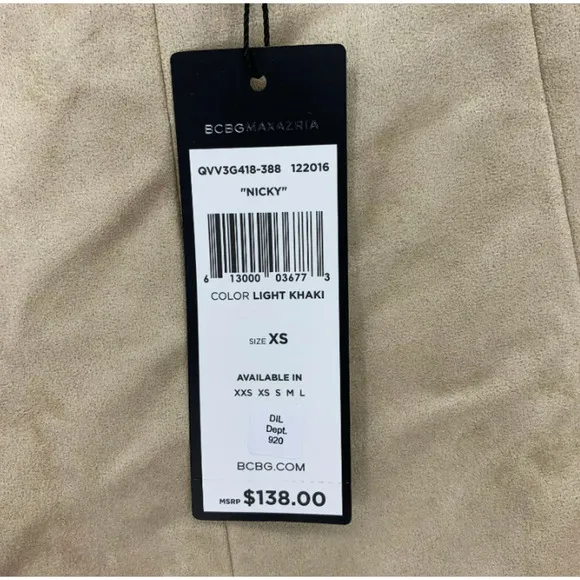 BCBGMAXAZRIA
QVV3G418-388 122016
"NICKY"
6 13000 03677 3
COLOR LIGHT KHAKI
SIZE XS
AVAILABLE IN
XXS XS S M L
DIL
Dept.
920
BCBG.COM
MSRP $138.00